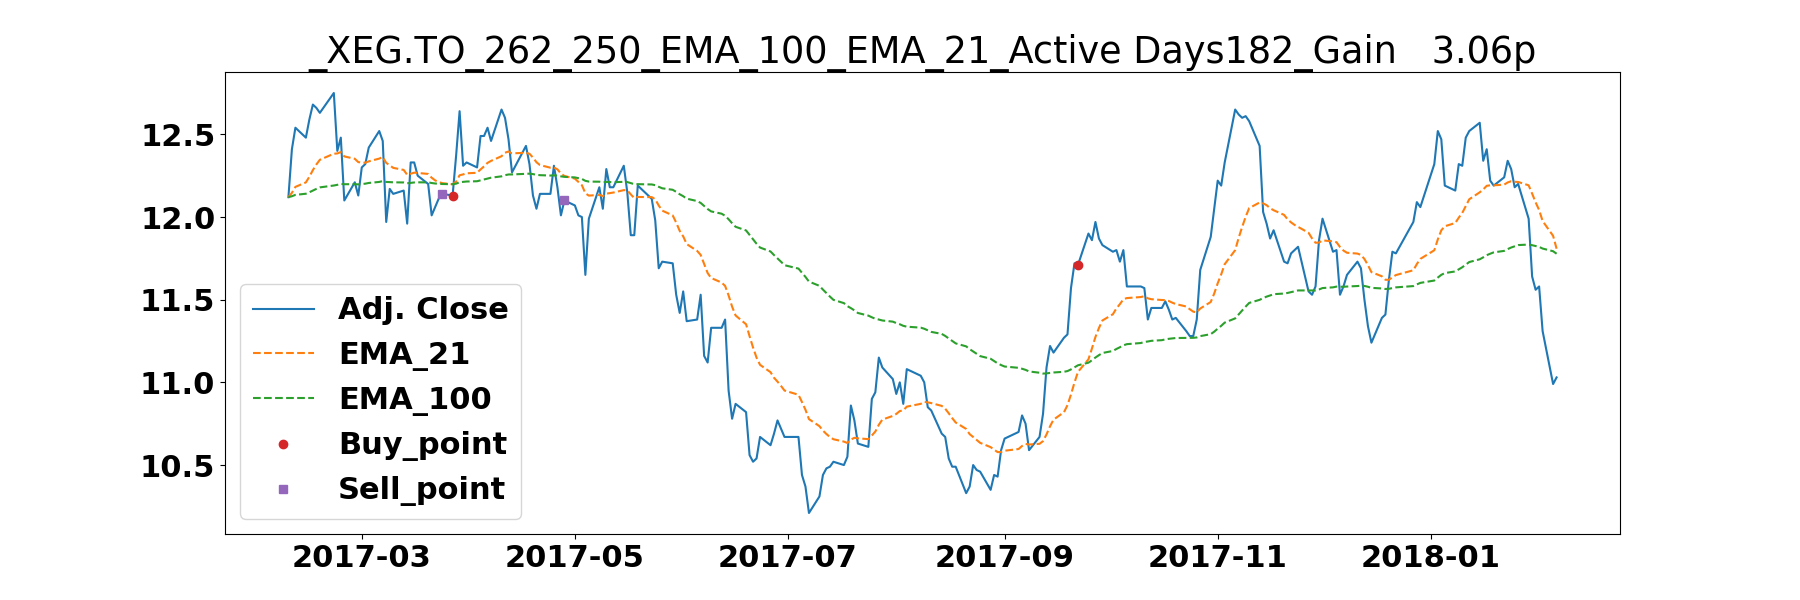 _XEG.TO_262_250_EMA_100_EMA_21_Active Days182_Gain   3.06p
12.5
12.0
11.5
11.0
10.5
Adj. Close
EMA_21
EMA_100
Buy_point
Sell_point
2017-03 2017-05 2017-07 2017-09 2017-11 2018-01